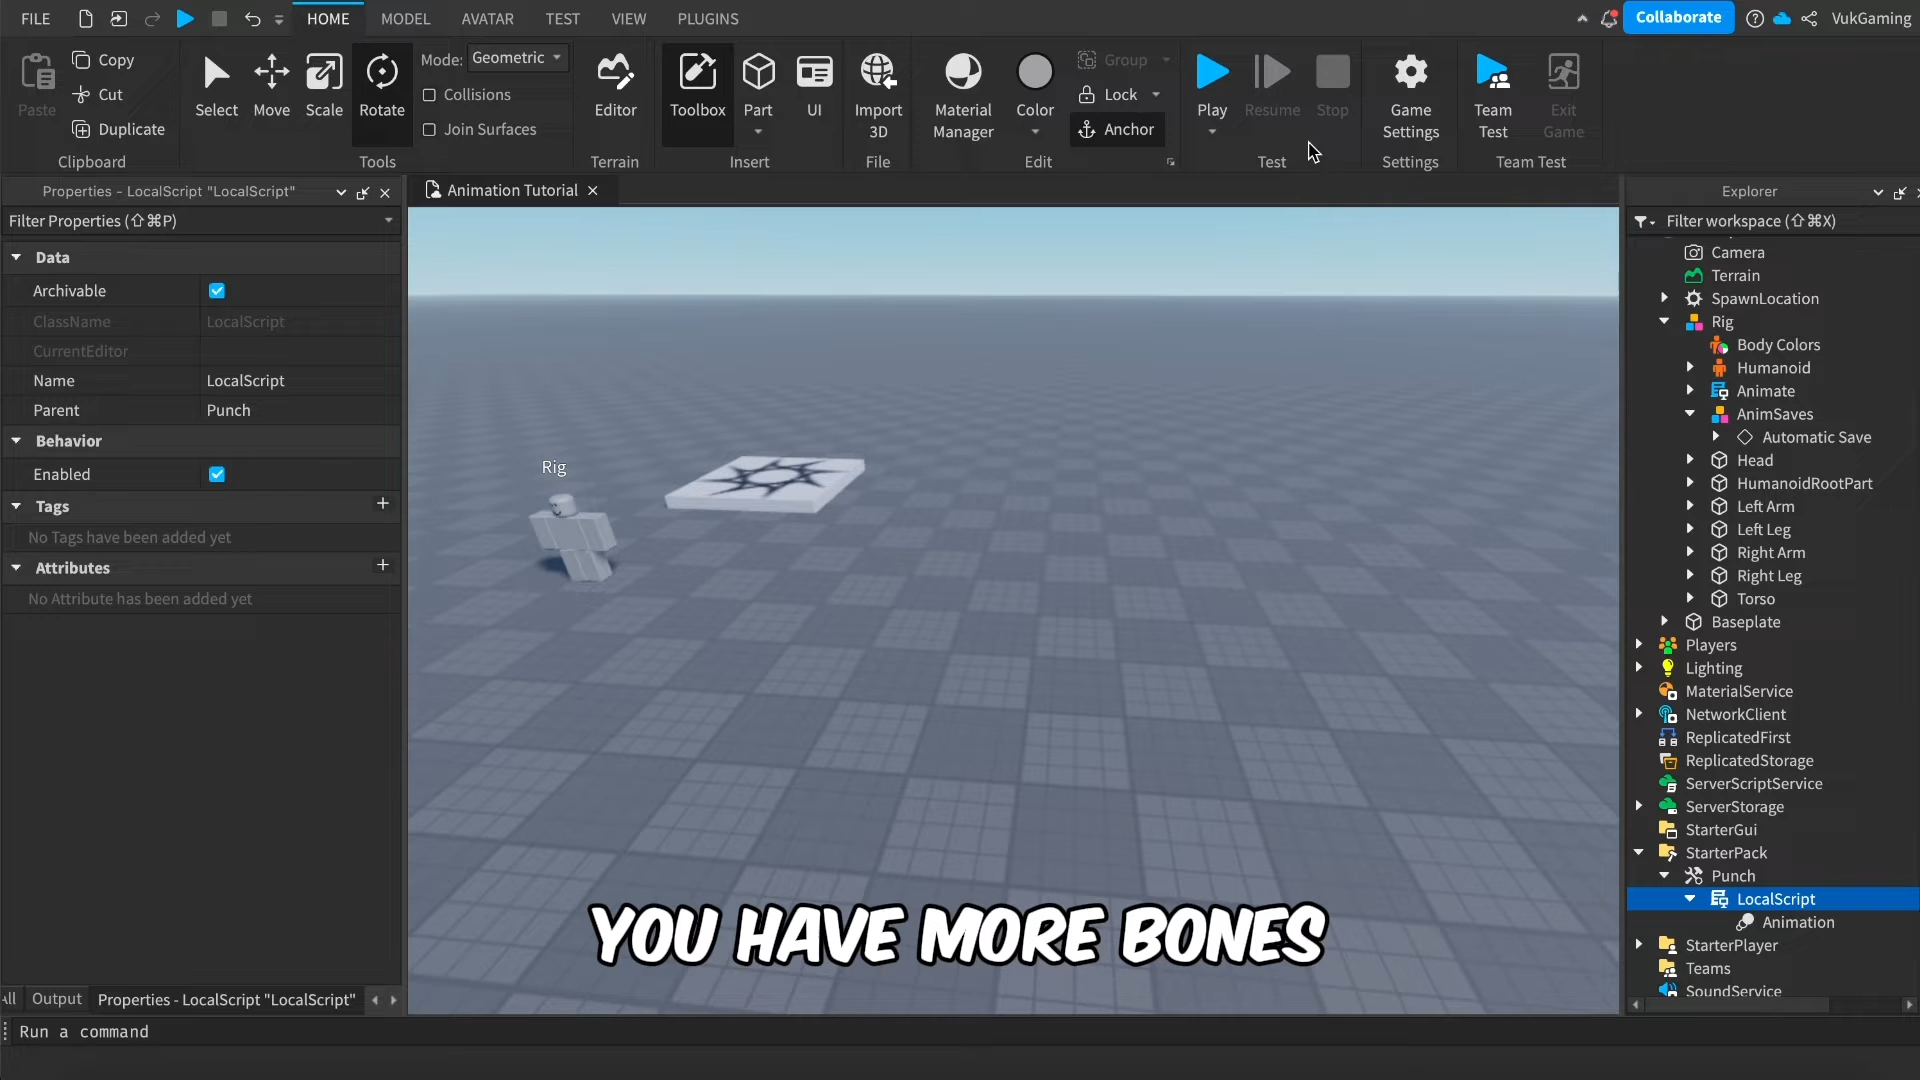 FILE
HOME
MODEL
AVATAR
TEST
VIEW
PLUGINS
Collaborate
VukGaming
Paste
Copy
Cut
Duplicate
Clipboard
Select
Move
Scale
Rotate
Mode:
Geometric
Collisions
Join Surfaces
Tools
Editor
Terrain
Toolbox
Part
UI
Insert
Import
3D
File
Material
Manager
Color
Group
Lock
Anchor
Edit
Play
Resume
Stop
Test
Game
Settings
Settings
Team
Test
Exit
Game
Team Test
Properties - LocalScript "LocalScript"
Filter Properties (⇧⌘P)
Data
Archivable
ClassName LocalScript
CurrentEditor
Name LocalScript
Parent Punch
Behavior
Enabled
Tags
No Tags have been added yet
Attributes
No Attribute has been added yet
Output
Properties - LocalScript "LocalScript"
Run a command
Animation Tutorial
Rig
YOU HAVE MORE BONES
Explorer
Filter workspace (⇧⌘X)
Camera
Terrain
SpawnLocation
Rig
Body Colors
Humanoid
Animate
AnimSaves
Automatic Save
Head
HumanoidRootPart
Left Arm
Left Leg
Right Arm
Right Leg
Torso
Baseplate
Players
Lighting
MaterialService
NetworkClient
ReplicatedFirst
ReplicatedStorage
ServerScriptService
ServerStorage
StarterGui
StarterPack
Punch
LocalScript
Animation
StarterPlayer
Teams
SoundService